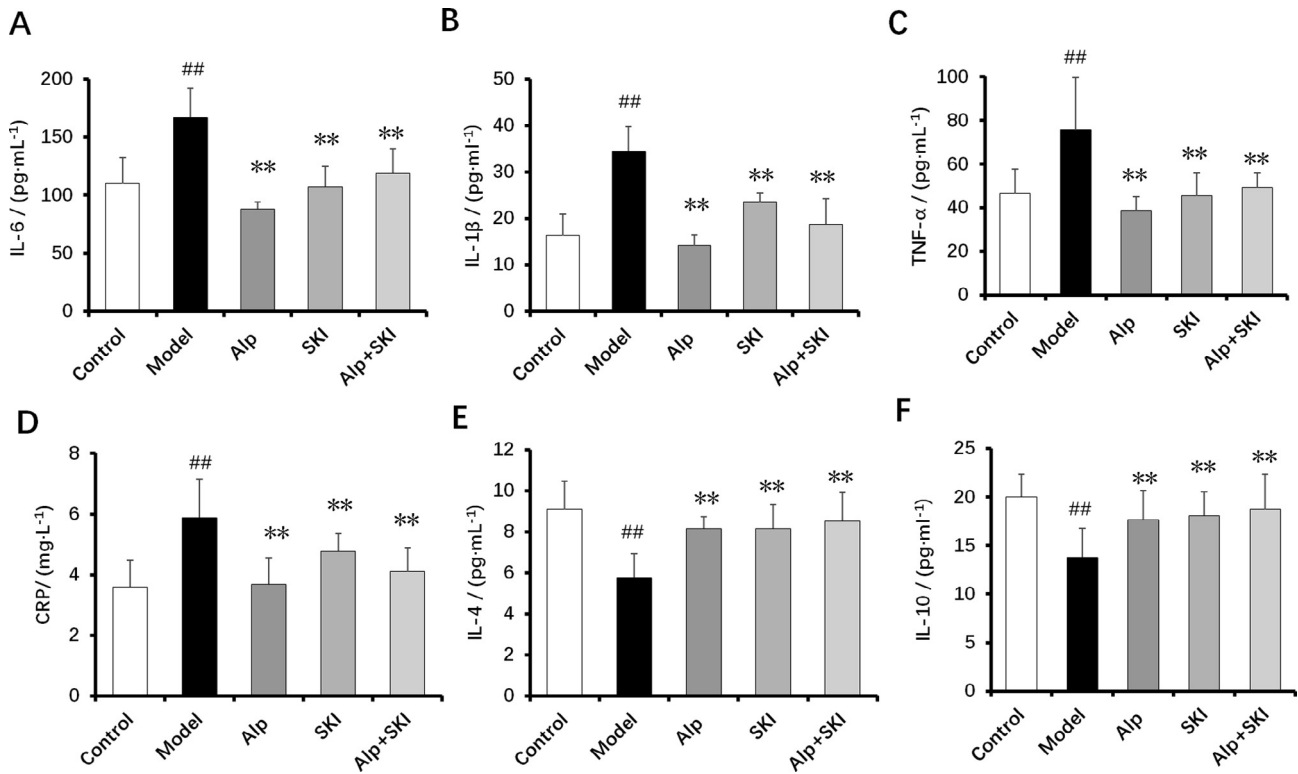 A
IL-6 / (pg·mL⁻¹)
200
150
100
50
0
##
**
**
**
Control
Model
Alp
SKI
Alp+SKI
B
IL-1β / (pg·ml⁻¹)
50
40
30
20
10
0
##
**
**
**
Control
Model
Alp
SKI
Alp+SKI
C
TNF-α / (pg·mL⁻¹)
100
80
60
40
20
0
##
**
**
**
Control
Model
Alp
SKI
Alp+SKI
D
CRP/ (mg·L⁻¹)
8
6
4
2
0
##
**
**
**
Control
Model
Alp
SKI
Alp+SKI
E
IL-4 / (pg·ml⁻¹)
12
10
8
6
4
2
0
##
**
**
**
Control
Model
Alp
SKI
Alp+SKI
F
IL-10 / (pg·ml⁻¹)
25
20
15
10
5
0
##
**
**
**
Control
Model
Alp
SKI
Alp+SKI